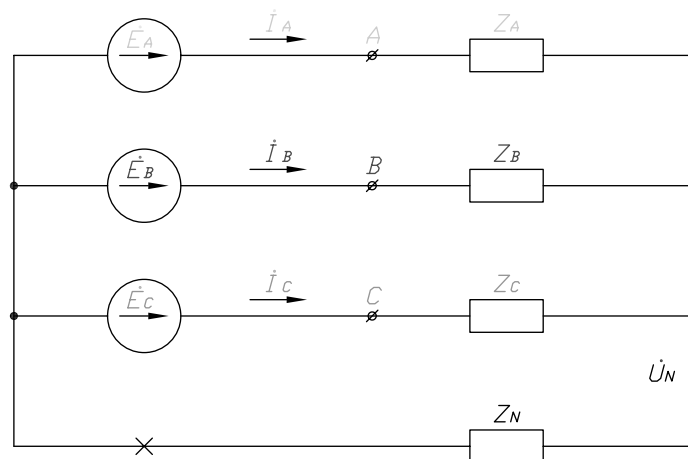 Ė_A İ_A A Z_A
Ė_B İ_B B Z_B
Ė_C İ_C C Z_C
U̇_N
Z_N